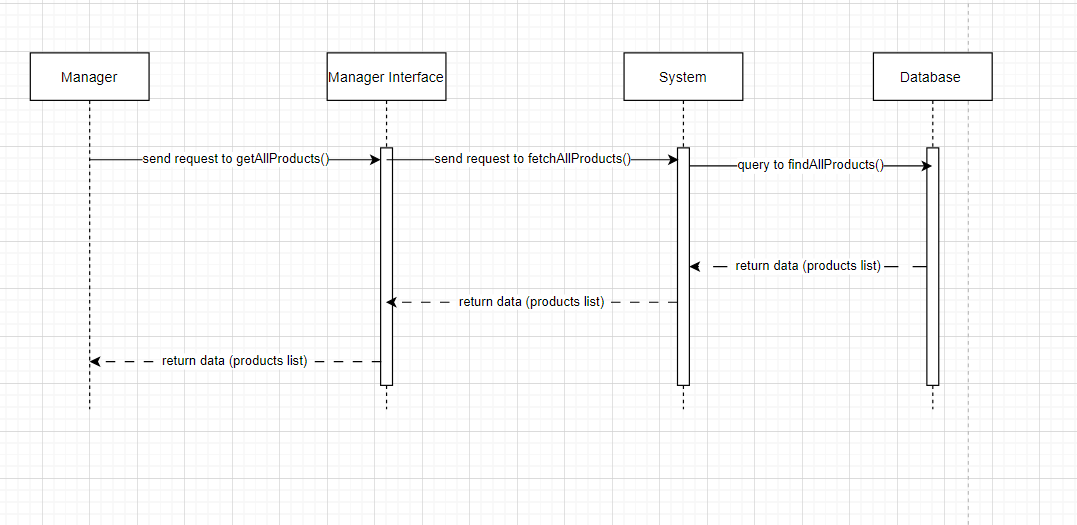 Manager
Manager Interface
System
Database
send request to getAllProducts()
send request to fetchAllProducts()
query to findAllProducts()
return data (products list)
return data (products list)
return data (products list)